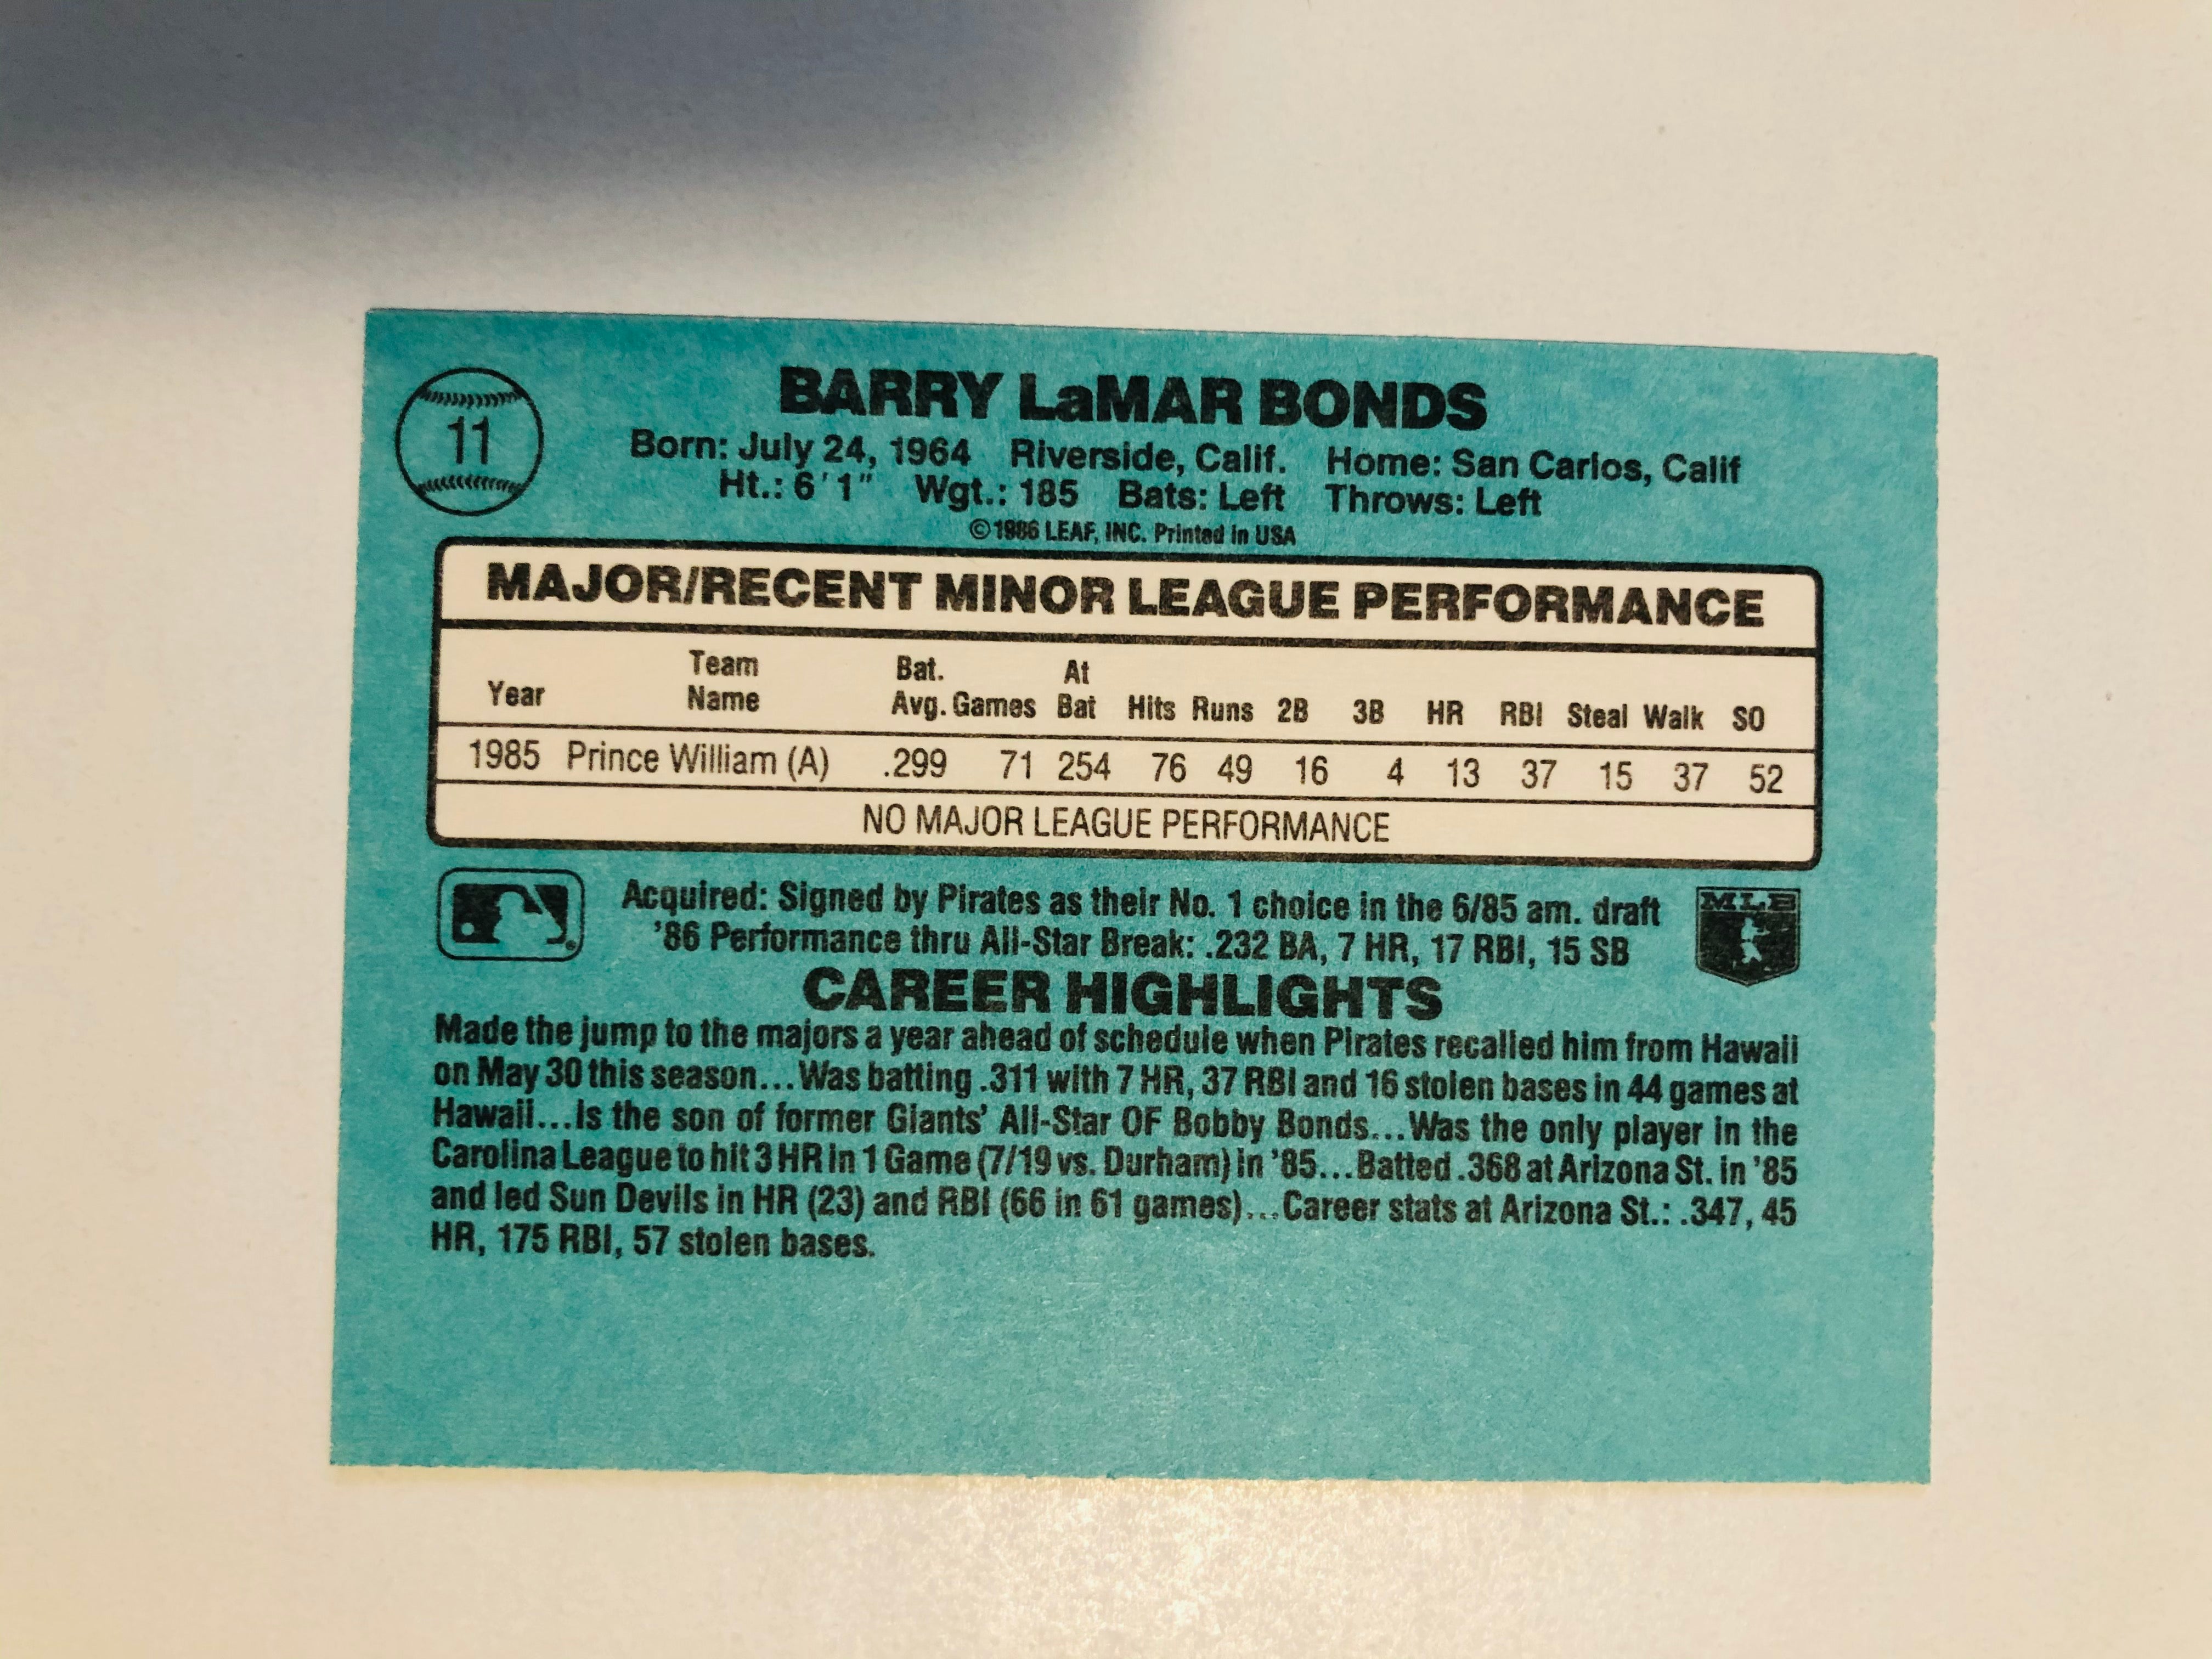 11
BARRY LaMAR BONDS
Born: July 24, 1964 Riverside, Calif. Home: San Carlos, Calif
Ht.: 6'1" Wgt.: 185 Bats: Left Throws: Left
©1986 LEAF, INC. Printed in USA
MAJOR/RECENT MINOR LEAGUE PERFORMANCE
Year Team Name Bat. Avg. Games At Bat Hits Runs 2B 3B HR RBI Steal Walk SO
1985 Prince William (A) .299 71 254 76 49 16 4 13 37 15 37 52
NO MAJOR LEAGUE PERFORMANCE
Acquired: Signed by Pirates as their No. 1 choice in the 6/85 am. draft
'86 Performance thru All-Star Break: .232 BA, 7 HR, 17 RBI, 15 SB
MLB
CAREER HIGHLIGHTS
Made the jump to the majors a year ahead of schedule when Pirates recalled him from Hawaii
on May 30 this season...Was batting .311 with 7 HR, 37 RBI and 16 stolen bases in 44 games at
Hawaii...Is the son of former Giants' All-Star OF Bobby Bonds...Was the only player in the
Carolina League to hit 3 HR in 1 Game (7/19 vs. Durham) in '85...Batted .368 at Arizona St. in '85
and led Sun Devils in HR (23) and RBI (66 in 61 games)...Career stats at Arizona St.: .347, 45
HR, 175 RBI, 57 stolen bases.